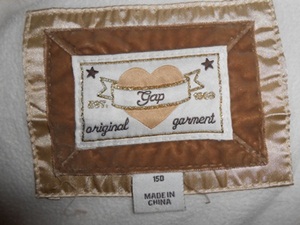 Gap
EST. 1969
original garment
150
MADE IN
CHINA